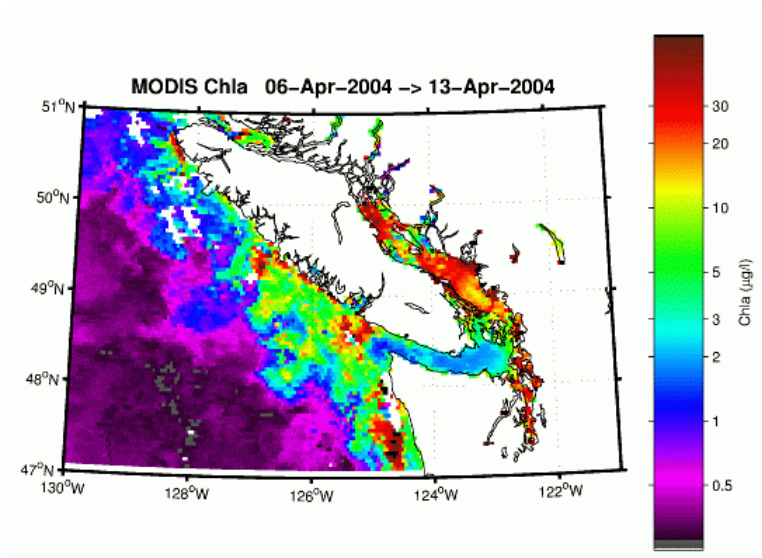 MODIS Chla 06-Apr-2004 -> 13-Apr-2004
51°N
50°N
49°N
48°N
47°N
130°W 128°W 126°W 124°W 122°W
30
20
10
5
3
2
1
0.5
Chla (µg/l)